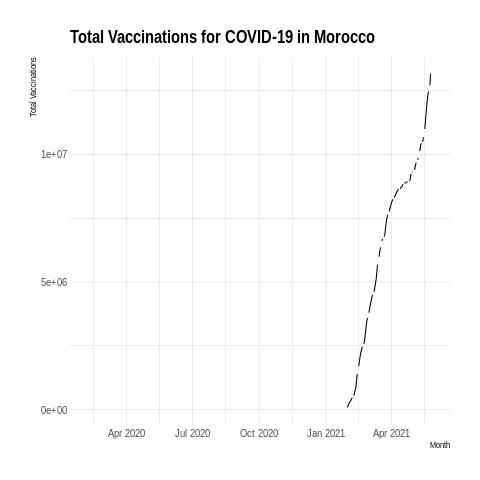 Total Vaccinations for COVID-19 in Morocco
Total Vaccinations
1e+07
5e+06
0e+00
Apr 2020 Jul 2020 Oct 2020 Jan 2021 Apr 2021
Month